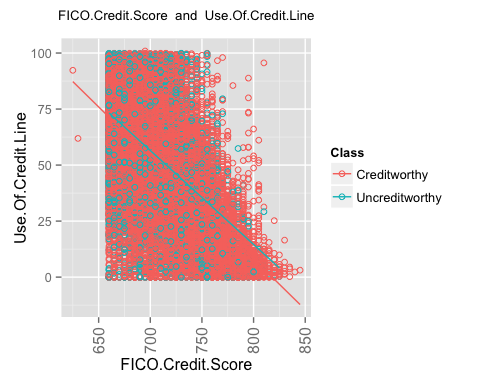 FICO.Credit.Score and Use.Of.Credit.Line
100
75
50
25
0
Use.Of.Credit.Line
650
700
750
800
850
FICO.Credit.Score
Class
Creditworthy
Uncreditworthy